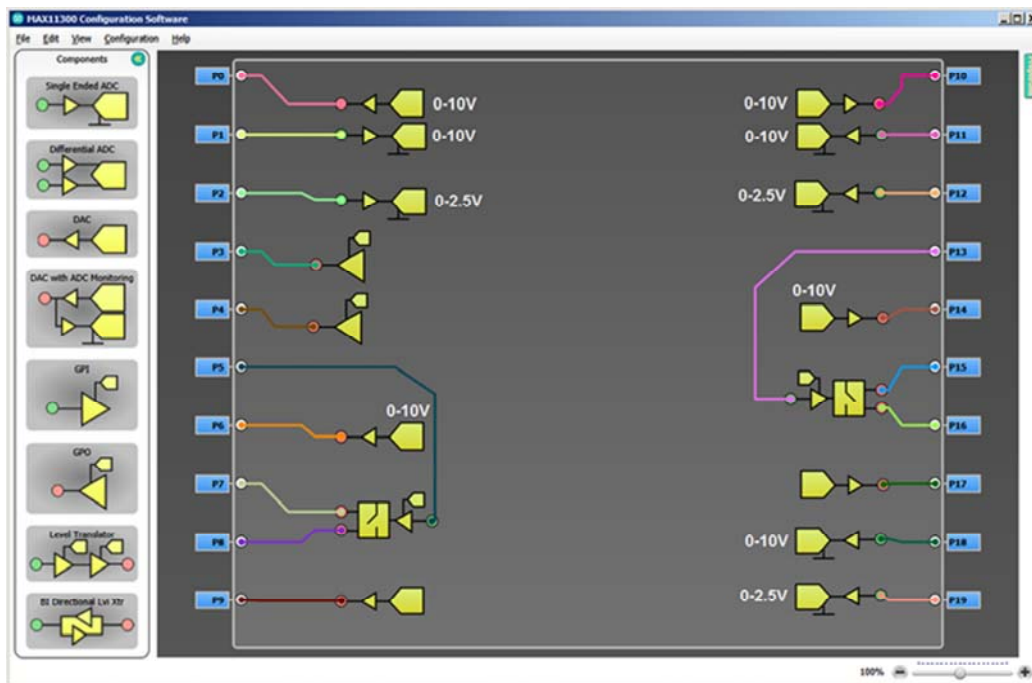 MAX11300 Configuration Software
File Edit View Configuration Help
Components
Single Ended ADC
Differential ADC
DAC
DAC with ADC Monitoring
GPI
GPO
Level Translator
BI Directional Lvl Xtr
P0
0-10V
P1
0-10V
P2
0-2.5V
P3
P4
P5
P6
0-10V
P7
P8
P9
0-10V
P10
0-10V
P11
0-2.5V
P12
P13
0-10V
P14
P15
P16
P17
0-10V
P18
0-2.5V
P19
100%